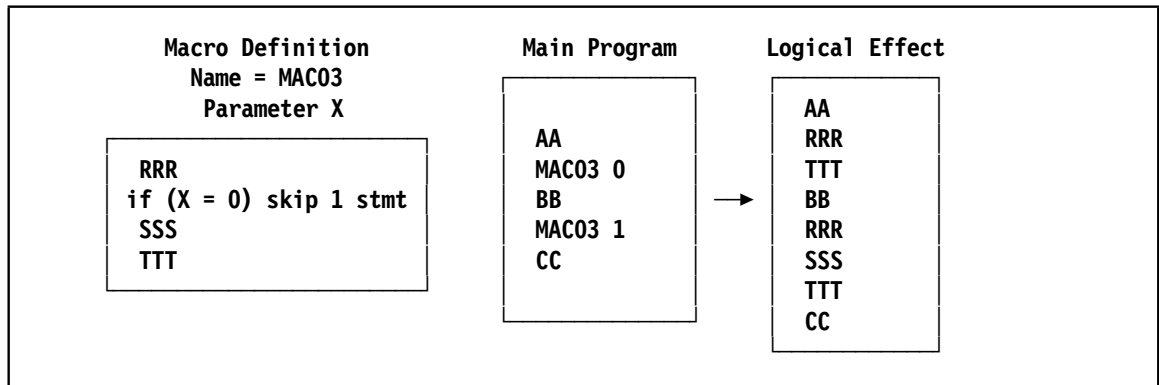 Macro Definition
Name = MAC03
Parameter X
RRR
if (X = 0) skip 1 stmt
SSS
TTT
Main Program
AA
MAC03 0
BB
MAC03 1
CC
Logical Effect
AA
RRR
TTT
BB
RRR
SSS
TTT
CC